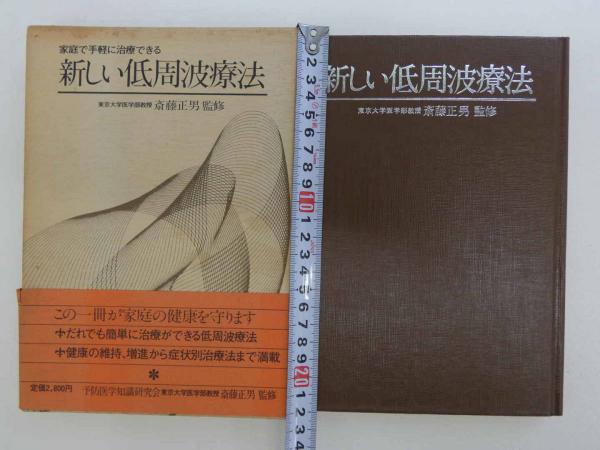 家庭で手軽に治療できる
新しい低周波療法
東京大学医学部教授 斎藤正男 監修
この一冊が家庭の健康を守ります
✚だれでも簡単に治療ができる低周波療法
✚健康の維持、増進から症状別治療法まで満載
*
定価2,800円 予防医学知識研究会 東京大学医学部教授 斎藤正男 監修
2 3 4 5 6 7 8 9 10 1 2 3 4 5 6 7 8 9 20 1 2 3 4
新しい低周波療法
東京大学医学部教授 斎藤正男 監修